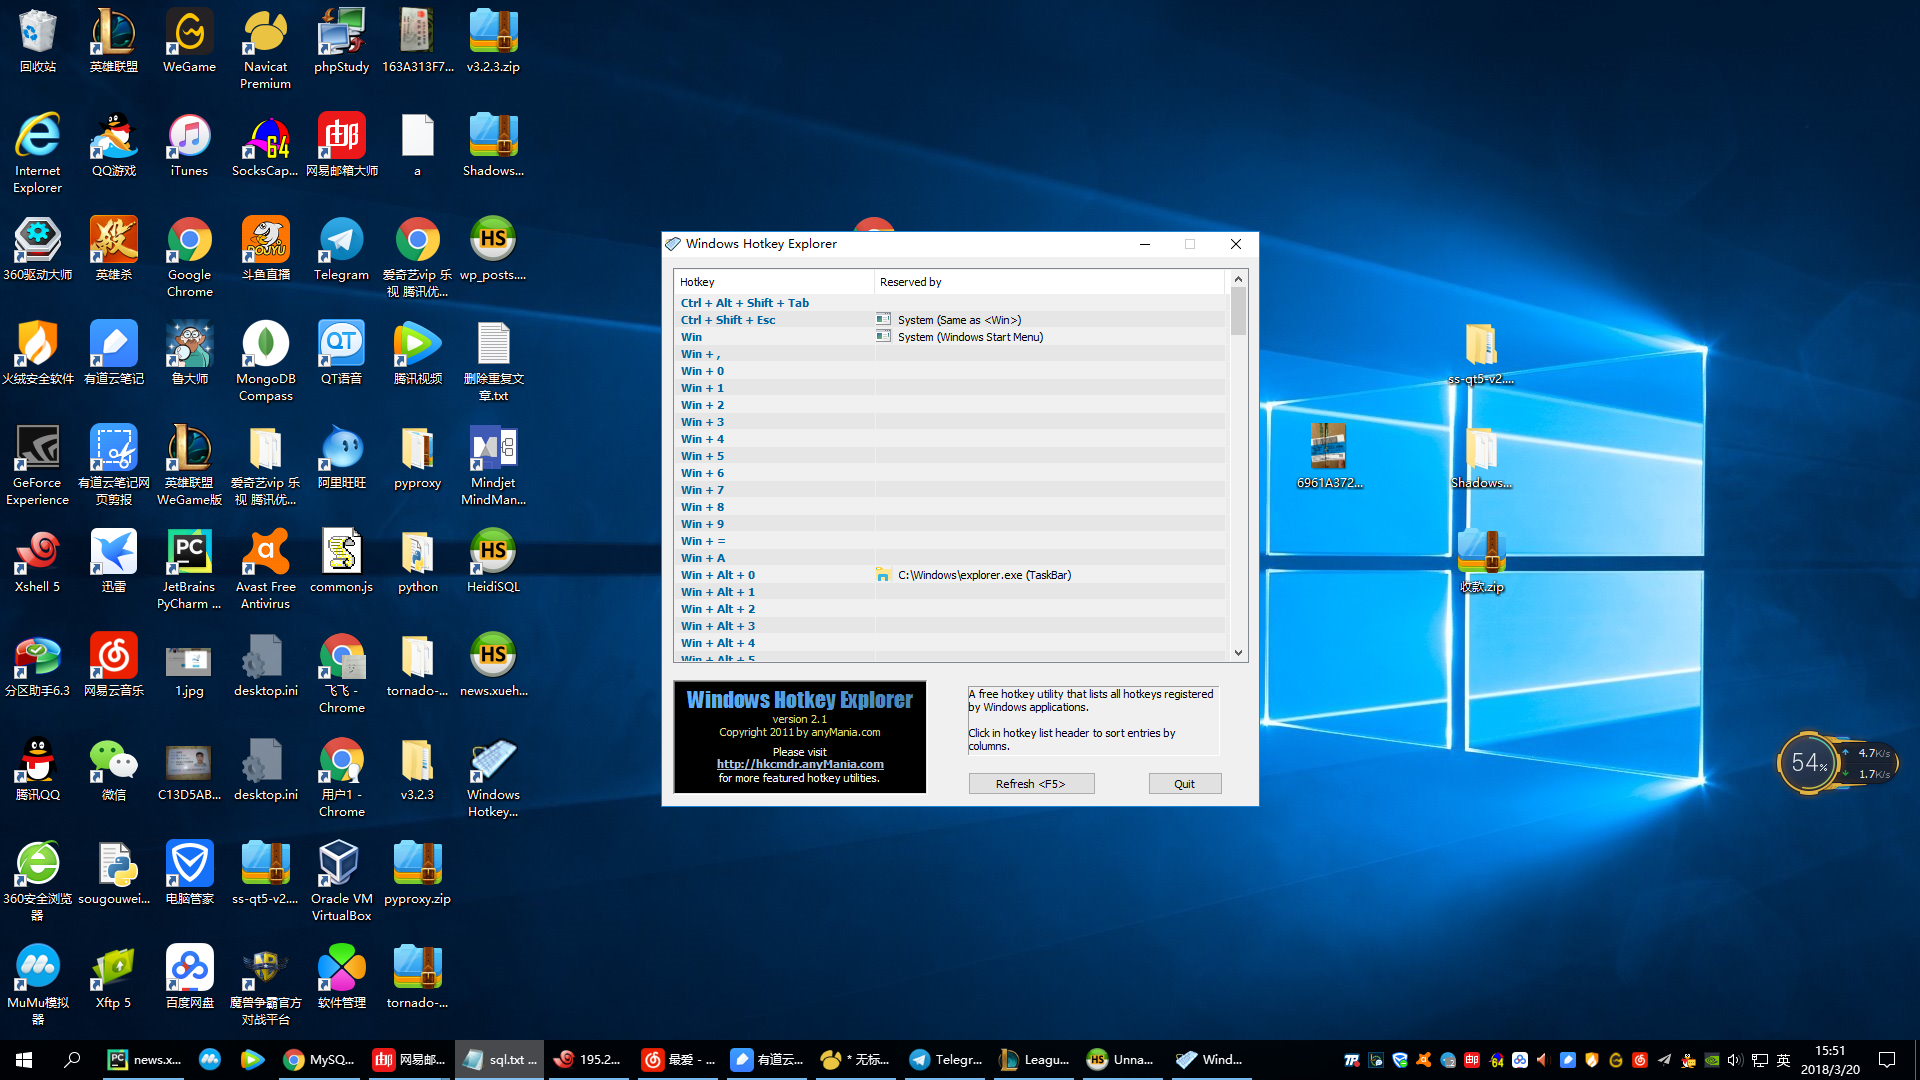 回收站
英雄联盟
WeGame
Navicat
Premium
phpStudy
163A313F7...
v3.2.3.zip
Internet
Explorer
QQ游戏
iTunes
SocksCap...
64
邮
网易邮箱大师
a
Shadows...
360驱动大师
殺
英雄杀
Google
Chrome
DOUYU
斗鱼直播
Telegram
爱奇艺vip 乐
视 腾讯优...
HS
wp_posts....
火绒安全软件
有道云笔记
鲁大师
MongoDB
Compass
QT
QT语音
腾讯视频
删除重复文
章.txt
GeForce
Experience
有道云笔记网
页剪报
英雄联盟
WeGame版
爱奇艺vip 乐
视 腾讯优...
阿里旺旺
pyproxy
Mindjet
MindMan...
Xshell 5
迅雷
PC
JetBrains
PyCharm ...
Avast Free
Antivirus
common.js
python
HS
HeidiSQL
分区助手6.3
网易云音乐
1.jpg
desktop.ini
飞飞 -
Chrome
tornado-...
HS
news.xueh...
腾讯QQ
微信
C13D5AB...
desktop.ini
用户1 -
Chrome
v3.2.3
Windows
Hotkey...
360安全浏览
器
sougouwei...
电脑管家
ss-qt5-v2....
Oracle VM
VirtualBox
pyproxy.zip
MuMu模拟
器
Xftp 5
百度网盘
魔兽争霸官方
对战平台
软件管理
tornado-...
Windows Hotkey Explorer
Hotkey
Reserved by
Ctrl + Alt + Shift + Tab
Ctrl + Shift + Esc
System (Same as <Win>)
Win
System (Windows Start Menu)
Win + ,
Win + 0
Win + 1
Win + 2
Win + 3
Win + 4
Win + 5
Win + 6
Win + 7
Win + 8
Win + 9
Win + =
Win + A
Win + Alt + 0
C:\Windows\explorer.exe (TaskBar)
Win + Alt + 1
Win + Alt + 2
Win + Alt + 3
Win + Alt + 4
Win + Alt + 5
Windows Hotkey Explorer
version 2.1
Copyright 2011 by anyMania.com
Please visit
http://hkcmdr.anyMania.com
for more featured hotkey utilities.
A free hotkey utility that lists all hotkeys registered
by Windows applications.
Click in hotkey list header to sort entries by
columns.
Refresh <F5>
Quit
ss-qt5-v2....
6961A372...
Shadows...
收款.zip
54%
4.7K/s
1.7K/s
news.x...
MySQ...
网易邮...
sql.txt ...
195.2...
最爱 - ...
有道云...
* 无标...
Telegr...
Leagu...
Unna...
Wind...
英
15:51
2018/3/20